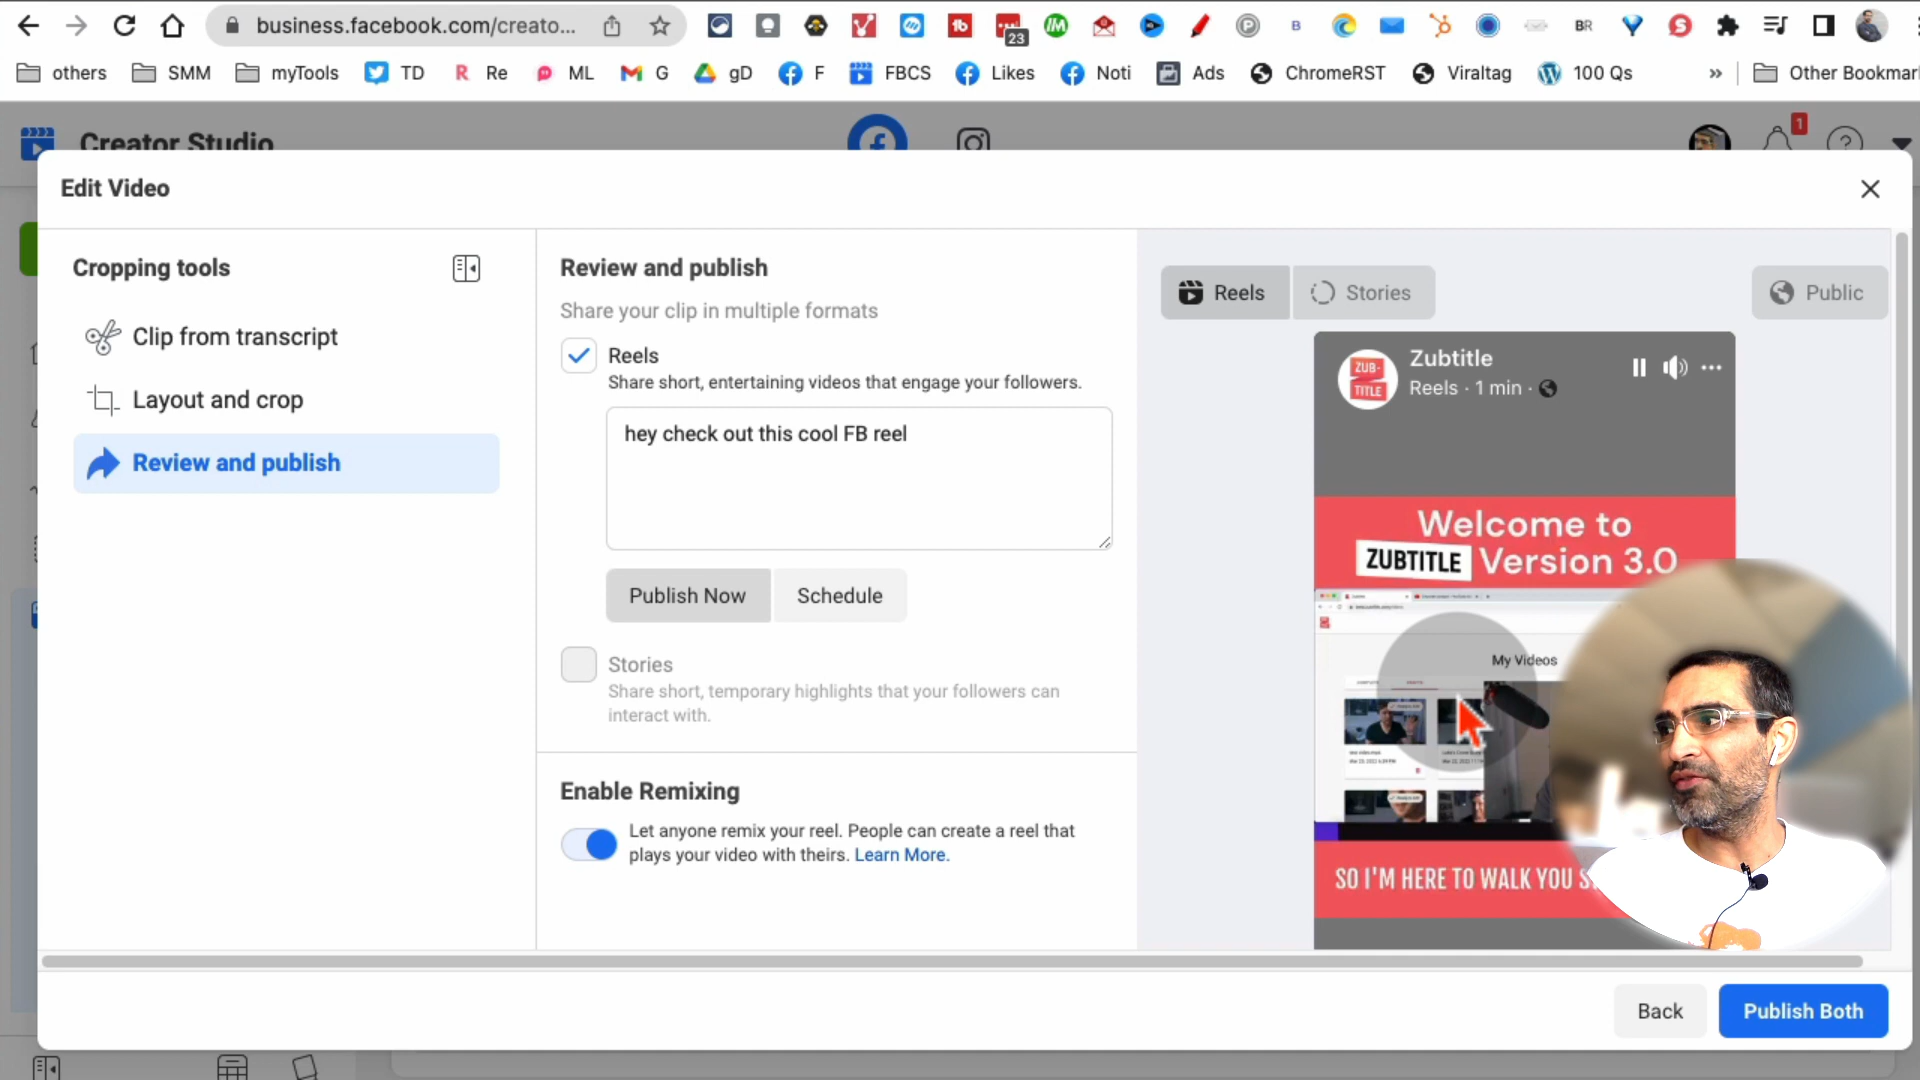 business.facebook.com/creato...
23
BR
others
SMM
myTools
TD
Re
ML
G
gD
F
FBCS
Likes
Noti
Ads
ChromeRST
Viraltag
100 Qs
»
Other Bookmar
Creator Studio
1
Edit Video
Cropping tools
Clip from transcript
Layout and crop
Review and publish
Review and publish
Share your clip in multiple formats
Reels
Share short, entertaining videos that engage your followers.
hey check out this cool FB reel
Publish Now
Schedule
Stories
Share short, temporary highlights that your followers can
interact with.
Enable Remixing
Let anyone remix your reel. People can create a reel that
plays your video with theirs. Learn More.
Reels
Stories
Public
ZUB-
TITLE
Zubtitle
Reels · 1 min ·
Welcome to
ZUBTITLE Version 3.0
My Videos
SO I'M HERE TO WALK YOU
Back
Publish Both